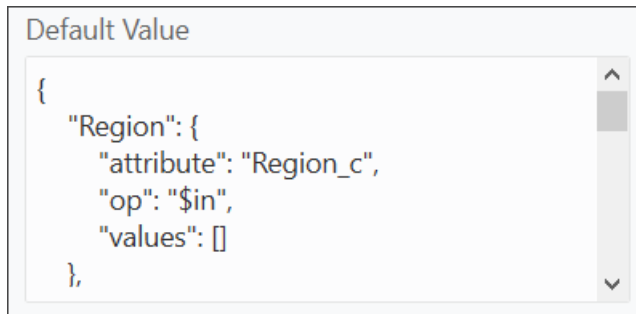 Default Value
{
"Region": {
"attribute": "Region_c",
"op": "$in",
"values": []
},